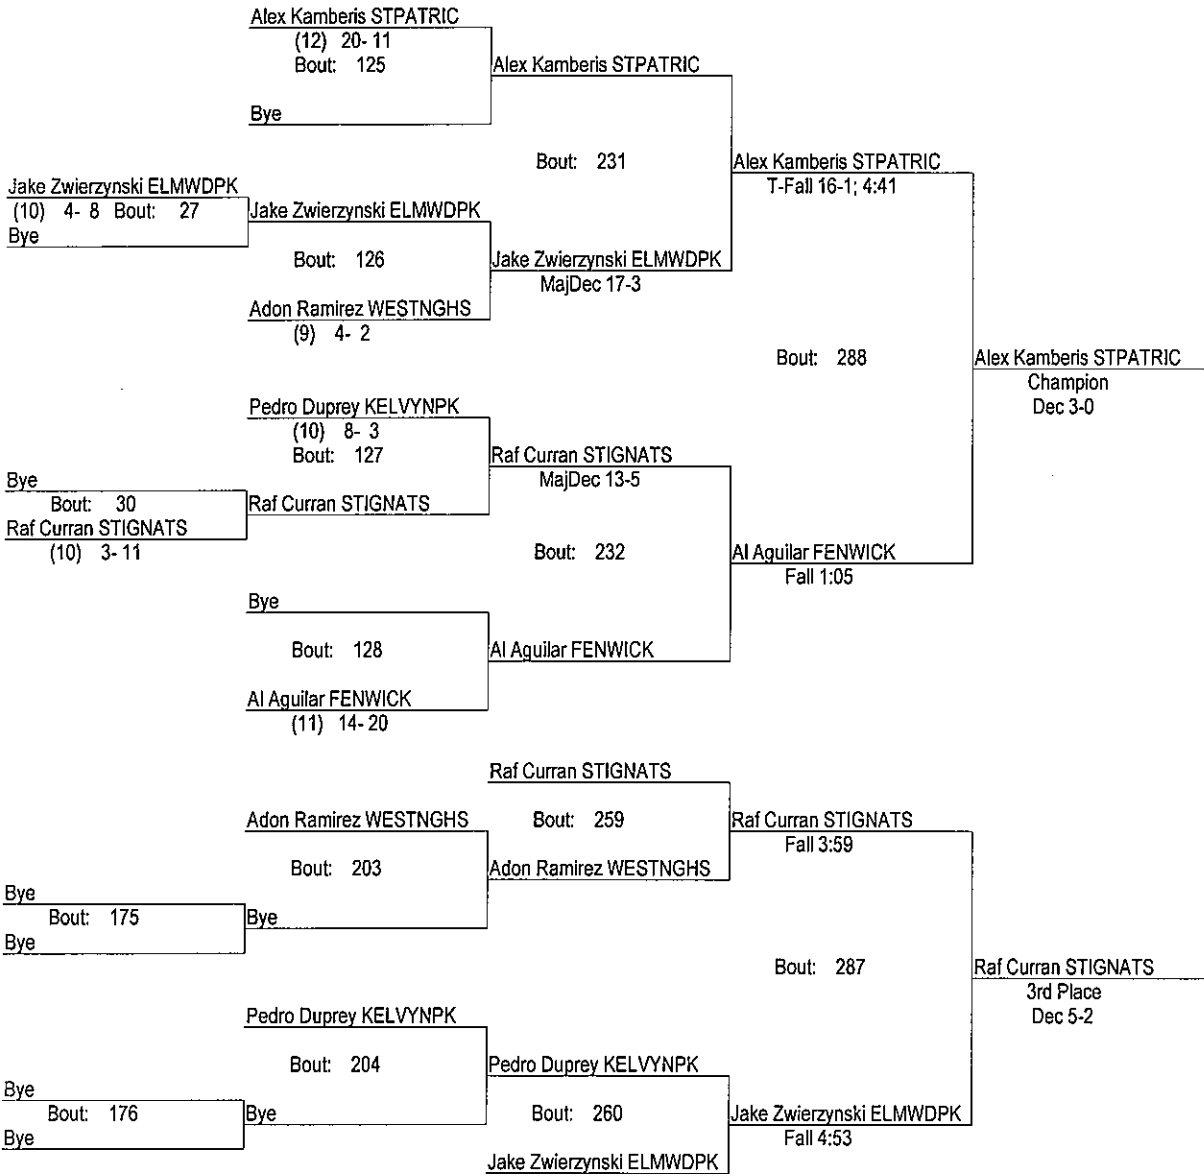 Alex Kamberis STPATRIC
(12) 20- 11
Bout: 125
Alex Kamberis STPATRIC
Bye
Bout: 231
Alex Kamberis STPATRIC
T-Fall 16-1; 4:41
Jake Zwierzynski ELMWDPK
(10) 4- 8 Bout: 27
Bye
Jake Zwierzynski ELMWDPK
Bout: 126
Jake Zwierzynski ELMWDPK
MajDec 17-3
Adon Ramirez WESTNGHS
(9) 4- 2
Bout: 288
Alex Kamberis STPATRIC
Champion
Dec 3-0
Pedro Duprey KELVYNPK
(10) 8- 3
Bout: 127
Raf Curran STIGNATS
MajDec 13-5
Bye
Bout: 30
Raf Curran STIGNATS
(10) 3- 11
Raf Curran STIGNATS
Bout: 232
Al Aguilar FENWICK
Fall 1:05
Bye
Bout: 128
Al Aguilar FENWICK
Al Aguilar FENWICK
(11) 14- 20
Raf Curran STIGNATS
Adon Ramirez WESTNGHS
Bout: 259
Raf Curran STIGNATS
Fall 3:59
Bout: 203
Adon Ramirez WESTNGHS
Bye
Bout: 175
Bye
Bye
Bout: 287
Raf Curran STIGNATS
3rd Place
Dec 5-2
Pedro Duprey KELVYNPK
Bout: 204
Pedro Duprey KELVYNPK
Bye
Bout: 176
Bye
Bye
Bout: 260
Jake Zwierzynski ELMWDPK
Fall 4:53
Jake Zwierzynski ELMWDPK